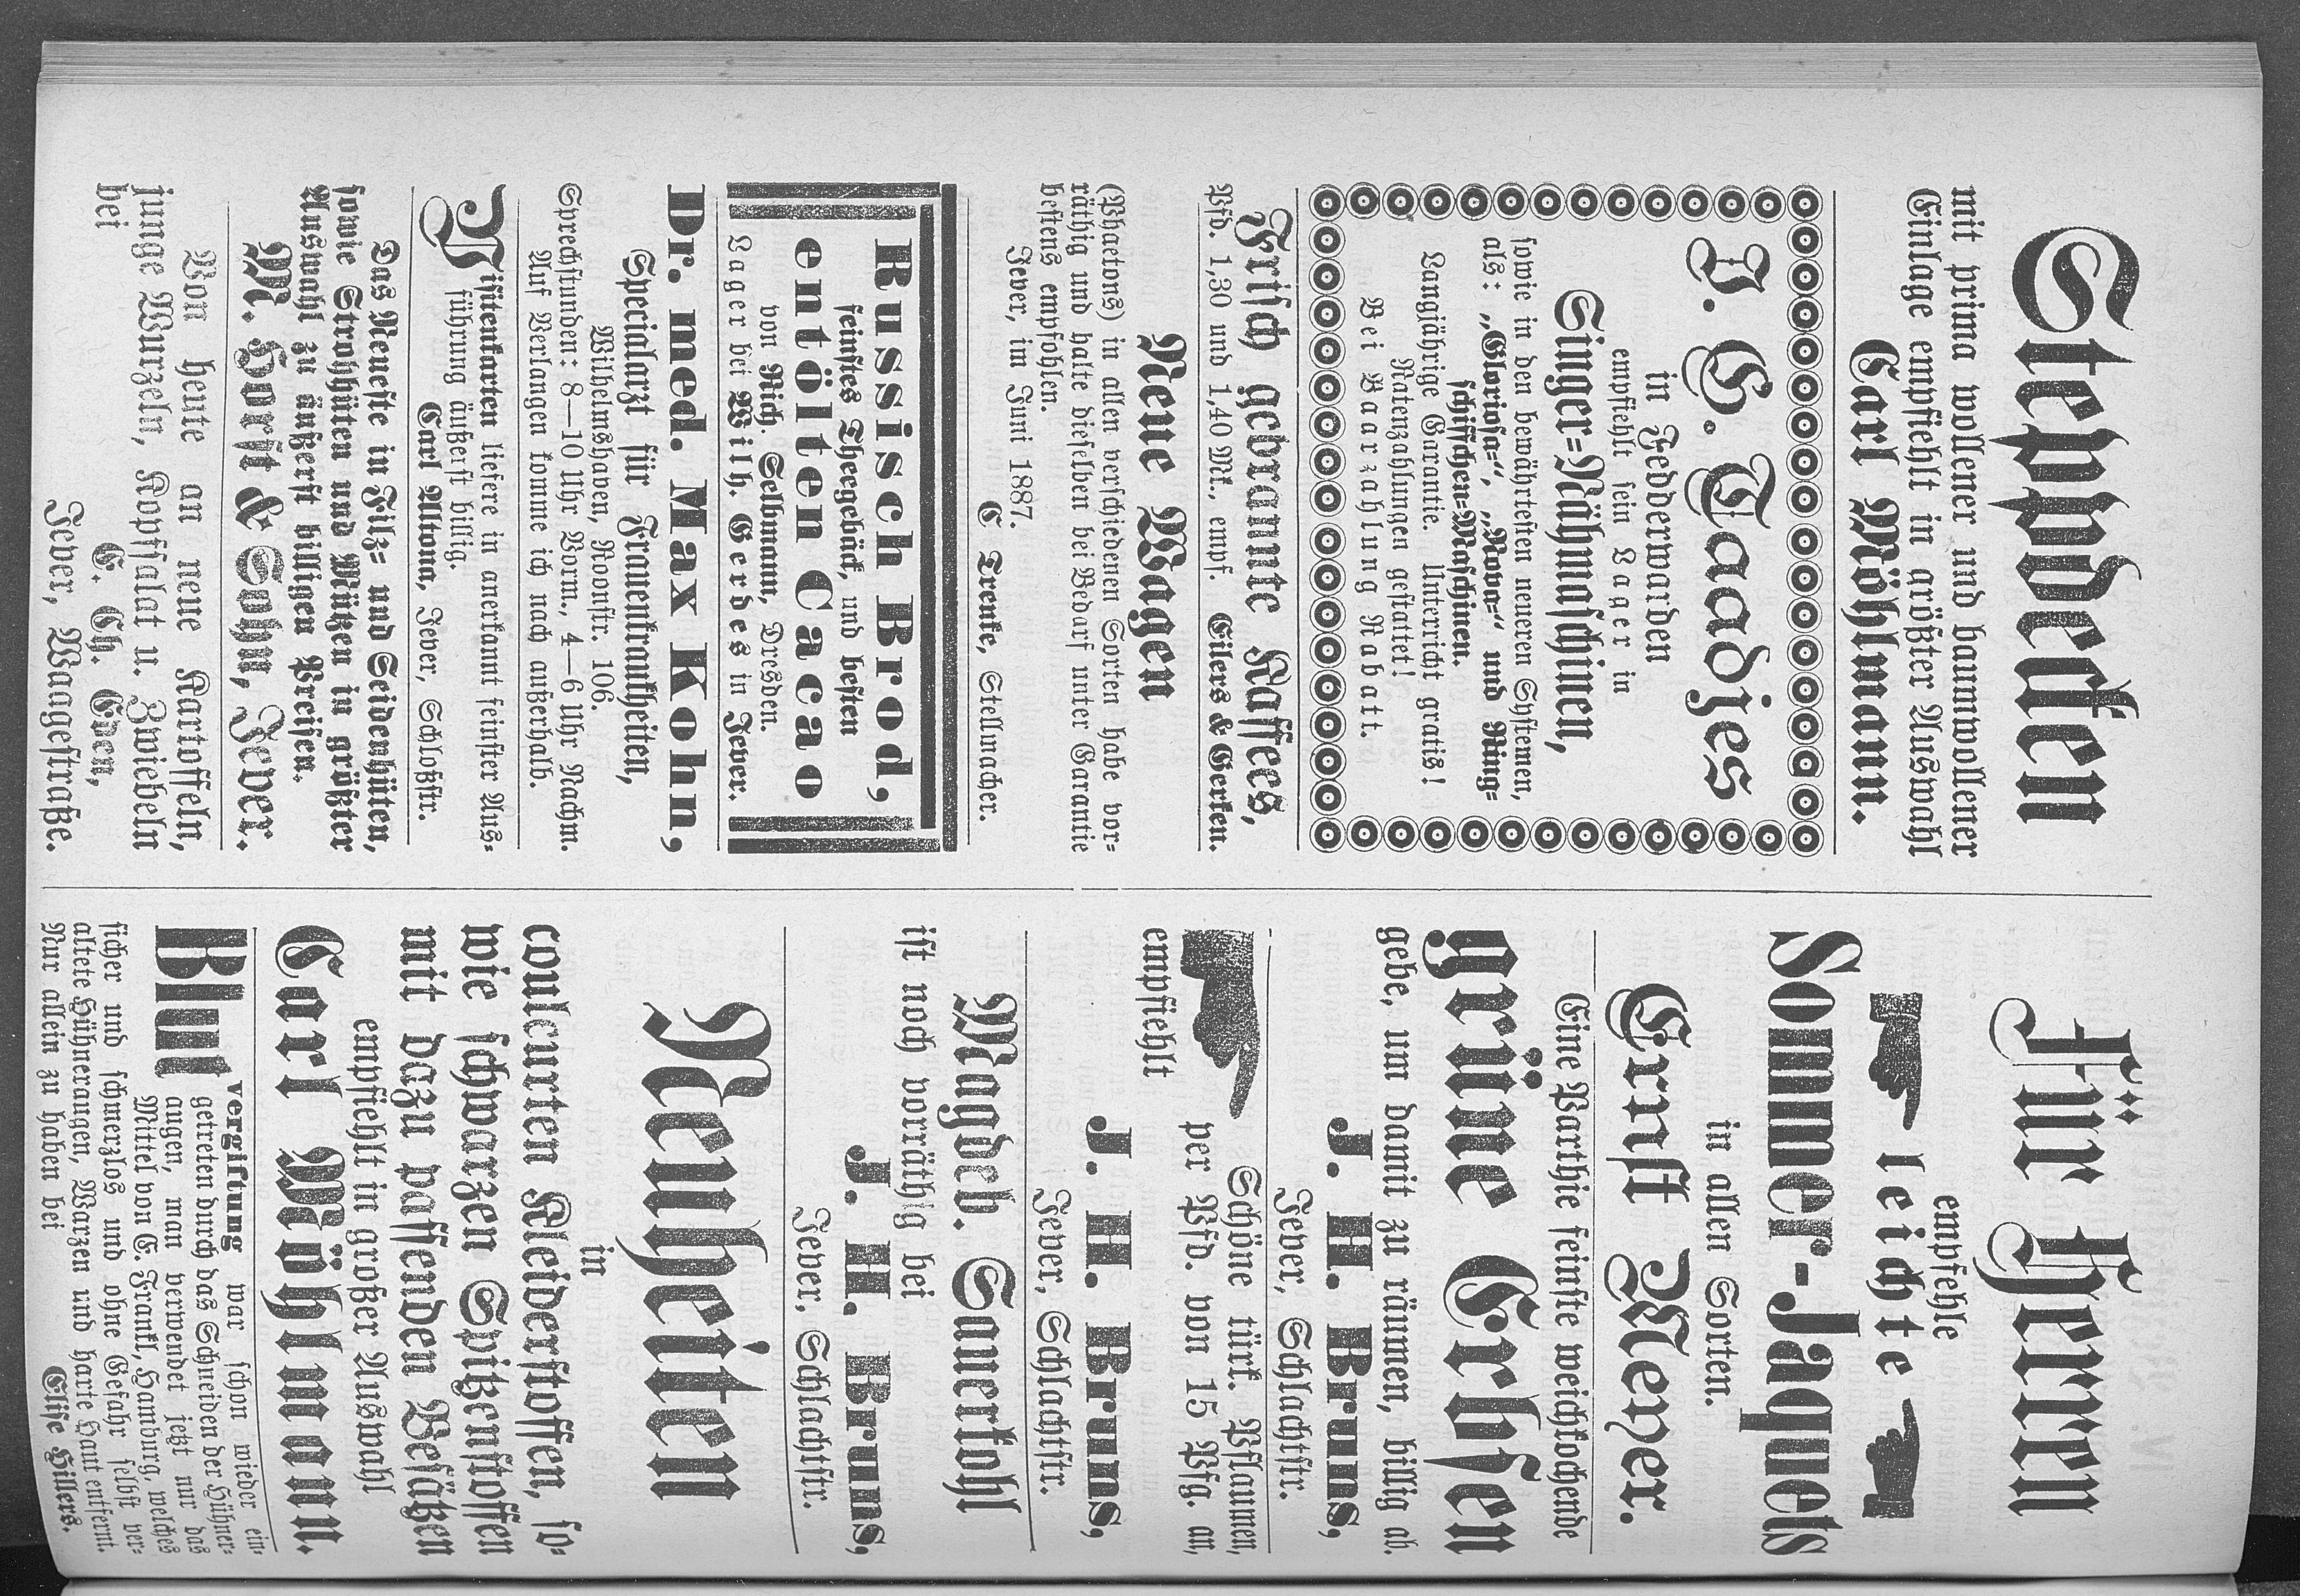 Steppdecken
mit prima wollener und baumwollener
Einlage empfiehlt in größter Auswahl
Carl Möhlmann.
J. G. Taadjes
in Fedderwarden
empfiehlt sein Lager in
Singer=Nähmaschinen,
sowie in den bewährtesten neueren Systemen,
als: „Gloriosa=“, „Nova=“ und Ring=
schiffchen=Maschinen.
Langjährige Garantie. Unterricht gratis!
Ratenzahlungen gestattet!
Bei Baarzahlung Rabatt.
Frisch gebrannte Kaffees,
Pfd. 1,30 und 1,40 Mk., empf. Eilers & Gerken.
Neue Wagen
(Phaetons) in allen verschiedenen Sorten habe vor=
räthig und halte dieselben bei Bedarf unter Garantie
bestens empfohlen.
Jever, im Juni 1887.
C Trenke, Stellmacher.
Russisch Brod,
feinstes Theegebäck, und besten
entölten Cacao
von Rich. Selbmann, Dresden.
Lager bei Wilh. Gerdes in Jever.
Dr. med. Max Kohn,
Specialarzt für Frauenkrankheiten,
Wilhelmshaven, Roonstr. 106.
Sprechstunden: 8—10 Uhr Vorm., 4—6 Uhr Nachm.
Auf Verlangen komme ich nach außerhalb.
Visitenkarten liefere in anerkannt feinster Aus=
führung äußerst billig.
Carl Altona, Jever, Schloßstr.
Das Neueste in Filz= und Seidenhüten,
sowie Strohhüten und Mützen in größter
Auswahl zu äußerst billigen Preisen.
M. Horst & Sohn, Jever.
Von heute an neue Kartoffeln,
junge Wurzeln, Kopfsalat u. Zwiebeln
bei
G. Th. Eden,
Jever, Waagestraße.
Für Herren
empfehle
leichte
Sommer-Jaquets
in allen Sorten.
Ernst Meyer.
Eine Parthie feinste weichkochende
grüne Erbsen
gebe, um damit zu räumen, billig ab.
J. H. Bruns,
Jever, Schlachtstr.
Schöne türk. Pflaumen,
per Pfd. von 15 Pfg. an,
empfiehlt
J. H. Bruns,
Jever, Schlachtstr.
Magdeb. Sauerkohl
ist noch vorräthig bei
J. H. Bruns,
Jever, Schlachtstr.
Neuheiten
in
couleurten Kleiderstoffen, so=
wie schwarzen Spitzenstoffen
mit dazu passenden Besätzen
empfiehlt in großer Auswahl
Carl Möhlmann.
Blutvergiftung war schon wieder ein=
getreten durch das Schneiden der Hühner=
augen, man verwendet jetzt nur das
Mittel von E. Frankl, Hamburg, welches
sicher und schmerzlos und ohne Gefahr selbst ver=
altete Hühneraugen, Warzen und harte Haut entfernt.
Nur allein zu haben bei
Elise Hillers.